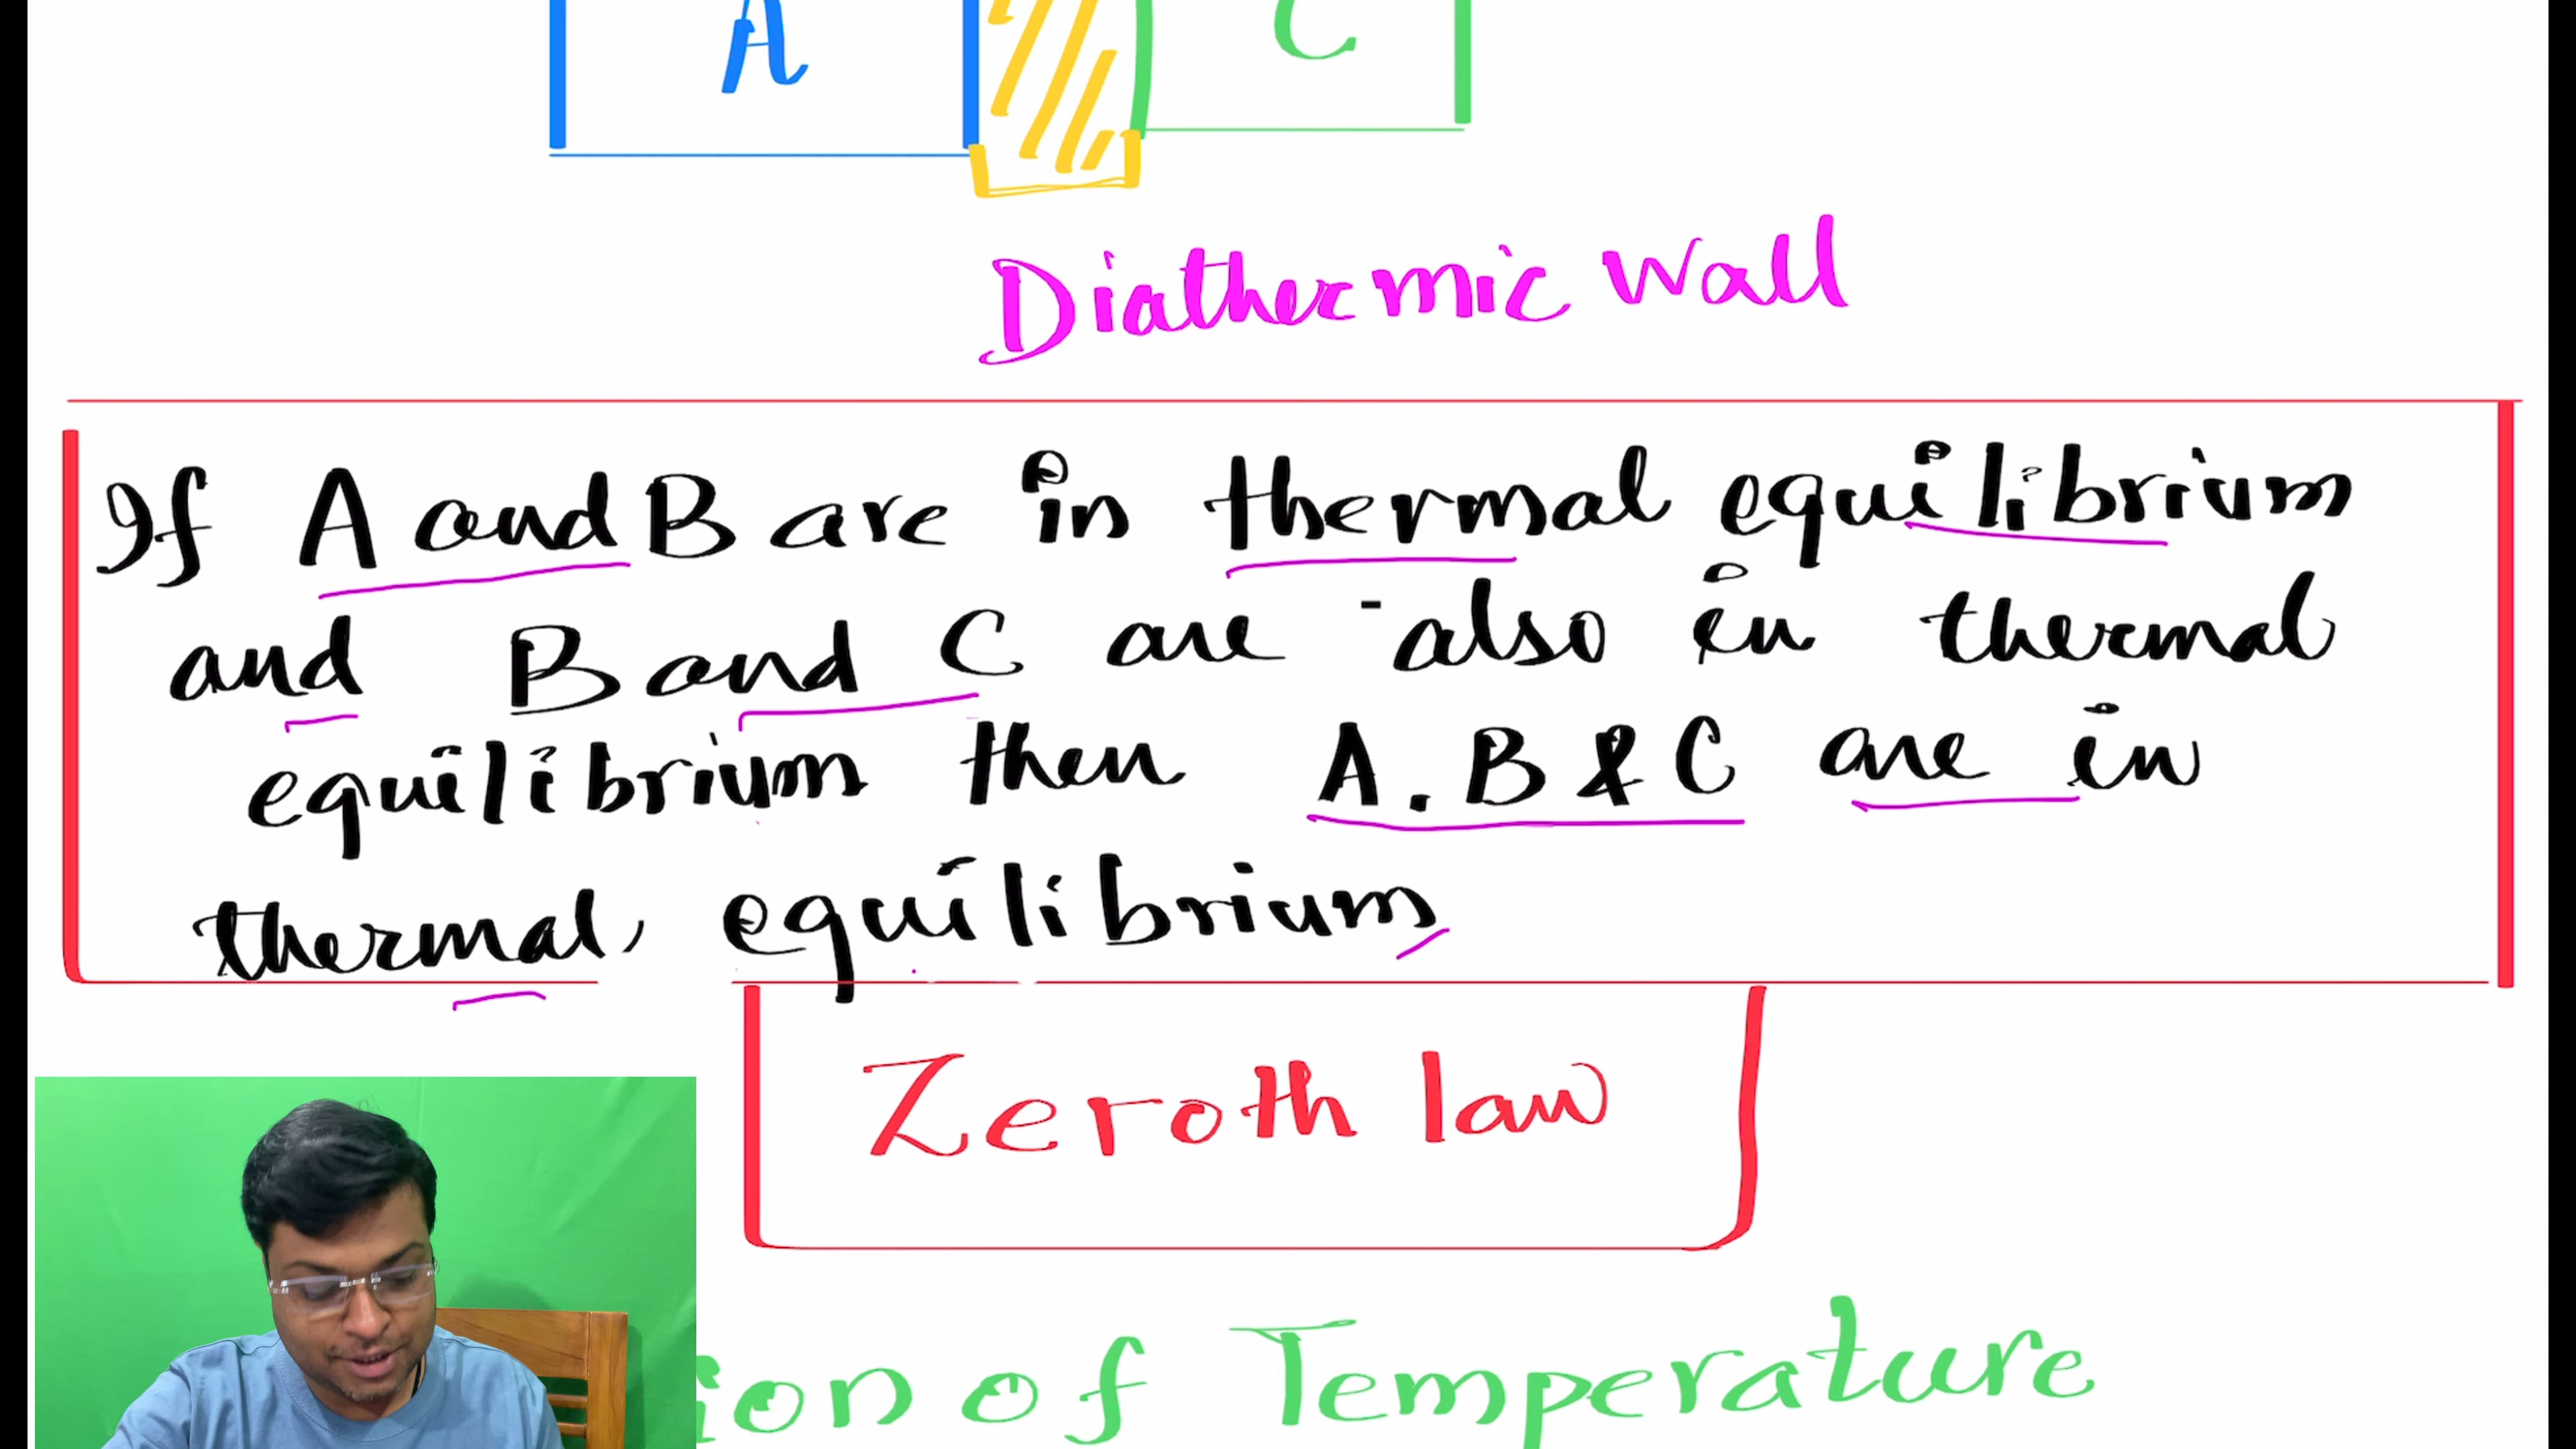 A C
Diathermic wall
If A and B are in thermal equilibrium
and B and C are also in thermal
equilibrium then A. B & C are in
thermal, equilibrium
Zeroth law
ion of Temperature